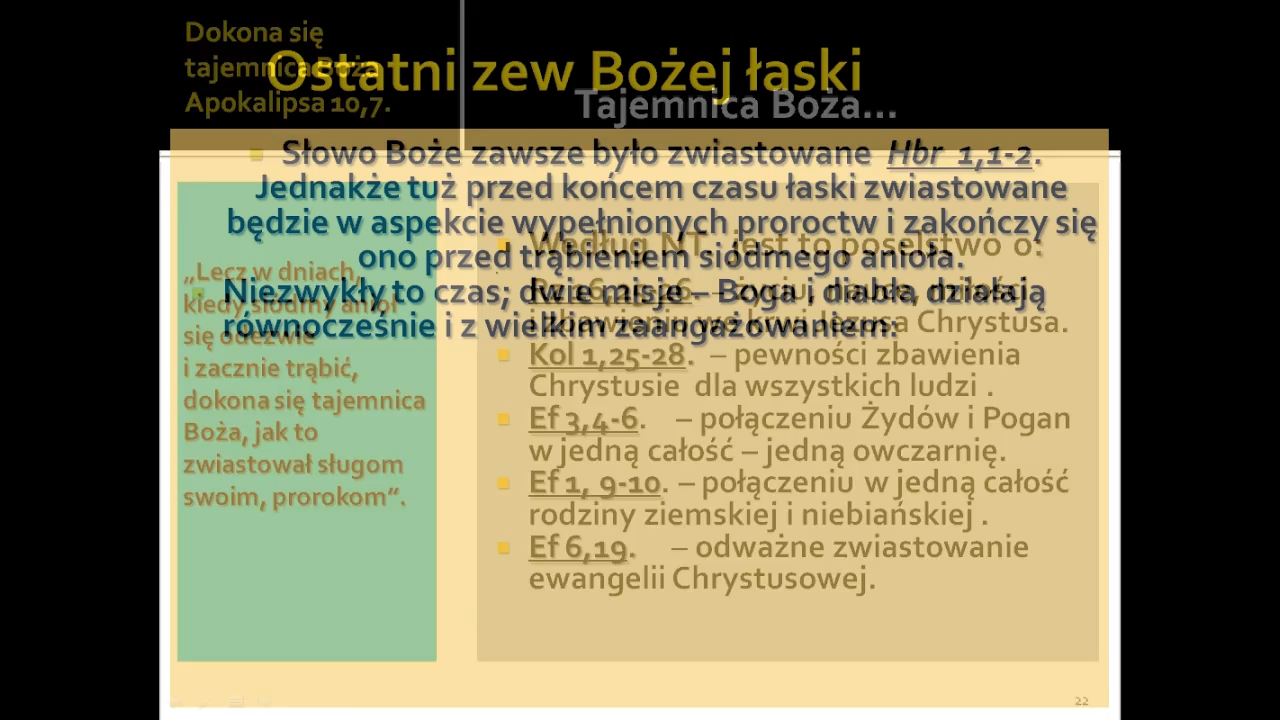 Dokona się
tajemnica Boża
Apokalipsa 10,7.
Ostatni zew Bożej łaski
Tajemnica Boża...
Słowo Boże zawsze było zwiastowane Hbr 1,1-2.
Jednakże tuż przed końcem czasu łaski zwiastowane
będzie w aspekcie wypełnionych proroctw i zakończy się
ono przed trąbieniem siódmego anioła.
Niezwykły to czas; dwie misje – Boga i diabła działają
równocześnie i z wielkim zaangażowaniem:
„Lecz w dniach,
kiedy siódmy anioł
się odezwie
i zacznie trąbić,
dokona się tajemnica
Boża, jak to
zwiastował sługom
swoim, prorokom”.
Według NT. jest to poselstwo o:
i zbawieniu we krwi Jezusa Chrystusa.
Kol 1,25-28. – pewności zbawienia
Chrystusie dla wszystkich ludzi .
Ef 3,4-6. – połączeniu Żydów i Pogan
w jedną całość – jedną owczarnię.
Ef 1, 9-10. – połączeniu w jedną całość
rodziny ziemskiej i niebiańskiej .
Ef 6,19. – odważne zwiastowanie
ewangelii Chrystusowej.
22